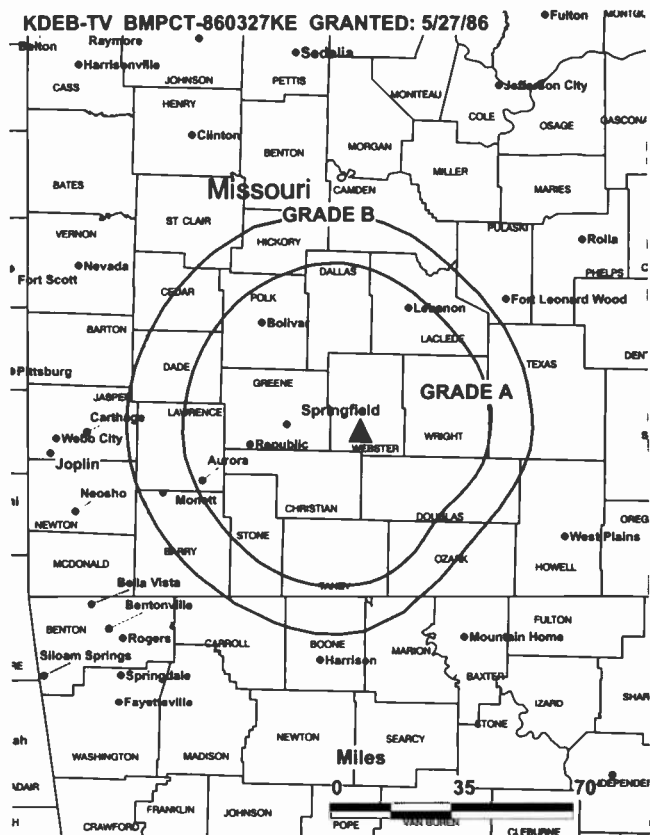 KDEB-TV BMPCT-860327KE GRANTED: 5/27/86
Fulton
Raymore
Belton
Sedalia
Harrisonville
CASS
JOHNSON
PETTIS
Jefferson City
MONITEAU
HENRY
COLE
OSAGE
Clinton
MORGAN
BENTON
MILLER
BATES
Missouri
CAMDEN
MARIES
GRADE B
ST CLAIR
PULASKI
VERNON
HICKORY
Rolla
Nevada
DALLAS
PHELPS
Fort Scott
CEDAR
POLK
Fort Leonard Wood
Lebanon
Bolivar
BARTON
LACLEDE
DADE
TEXAS
Pittsburg
GREENE
GRADE A
JASPER
LAWRENCE
Springfield
Carthage
Webb City
Republic
WEBSTER
WRIGHT
Joplin
Aurora
Neosho
Monett
CHRISTIAN
DOUGLAS
NEWTON
STONE
West Plains
BARRY
OZARK
MCDONALD
HOWELL
TANEY
Bella Vista
Bentonville
BENTON
FULTON
Rogers
CARROLL
BOONE
MARION
Mountain Home
Siloam Springs
Harrison
Springdale
BAXTER
Fayetteville
IZARD
STONE
NEWTON
SEARCY
WASHINGTON
MADISON
Miles
0 35 70
FRANKLIN
JOHNSON
VAN BUREN
POPE
CRAWFORD
CLEBURNE